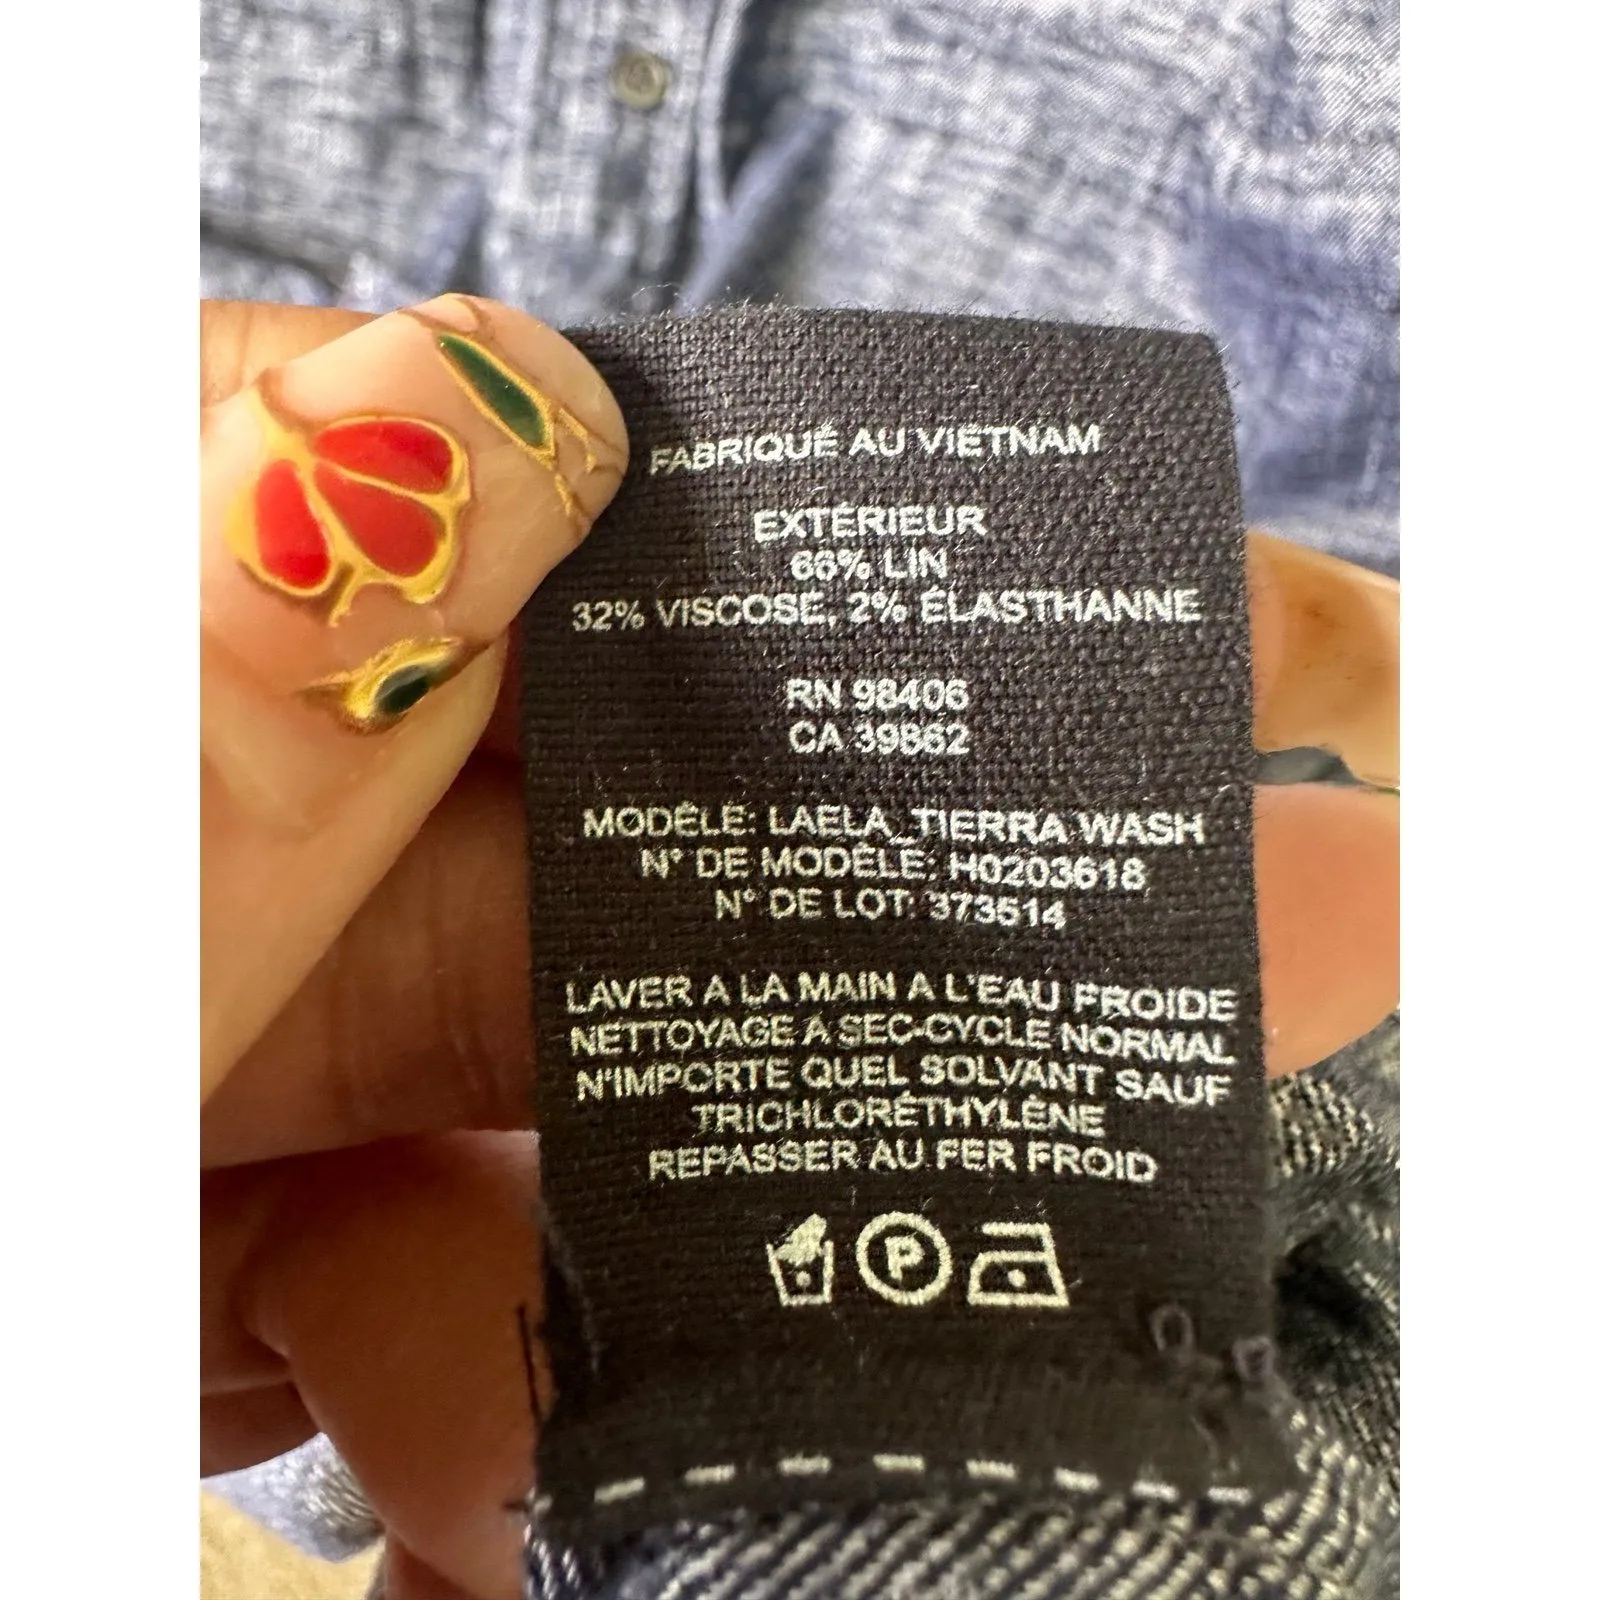 FABRIQUÉ AU VIETNAM
EXTÉRIEUR
66% LIN
32% VISCOSE, 2% ÉLASTHANNE
RN 98406
CA 39862
MODÈLE: LAELA_TIERRA WASH
N° DE MODÈLE: H0203618
N° DE LOT: 373514
LAVER A LA MAIN A L'EAU FROIDE
NETTOYAGE A SEC-CYCLE NORMAL
N'IMPORTE QUEL SOLVANT SAUF
TRICHLORÉTHYLÈNE
REPASSER AU FER FROID
P